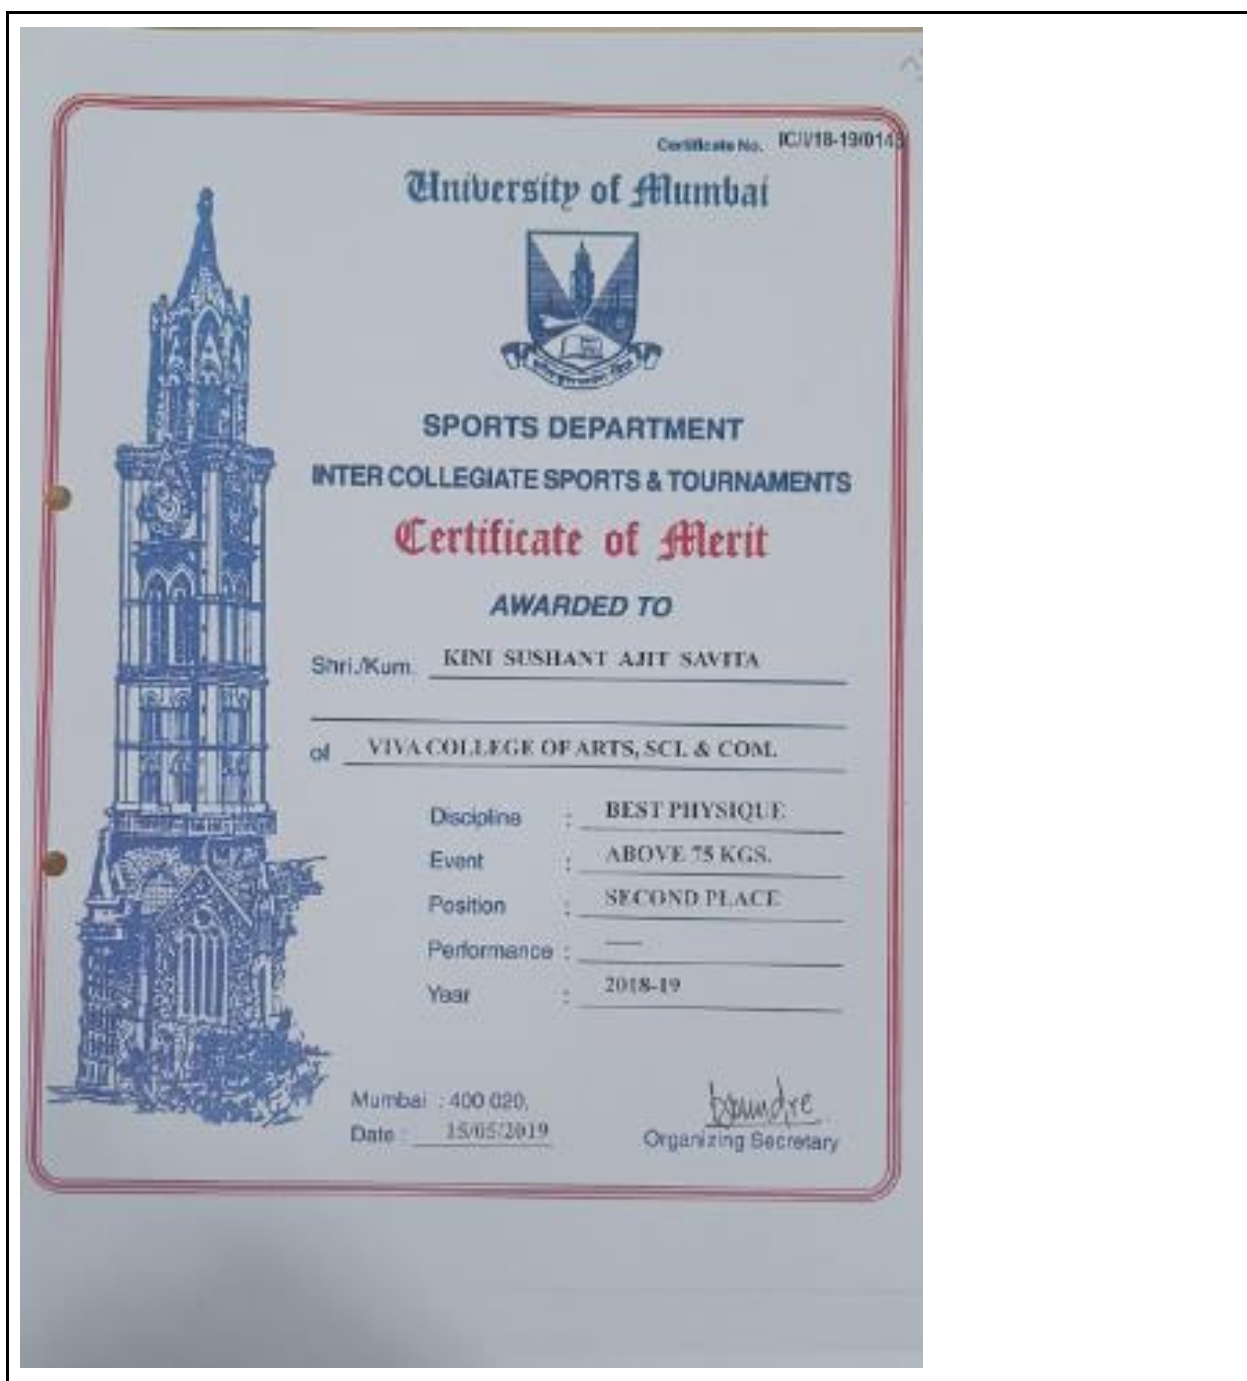 Certificate No. IC/I/18-19/0143
University of Mumbai
SPORTS DEPARTMENT
INTER COLLEGIATE SPORTS & TOURNAMENTS
Certificate of Merit
AWARDED TO
Shri./Kum. KINI SUSHANT AJIT SAVITA
of VIVA COLLEGE OF ARTS, SCI. & COM.
Discipline : BEST PHYSIQUE
Event : ABOVE 75 KGS.
Position : SECOND PLACE
Performance : —
Year : 2018-19
Mumbai : 400 020.
Date : 15/05/2019
Organizing Secretary